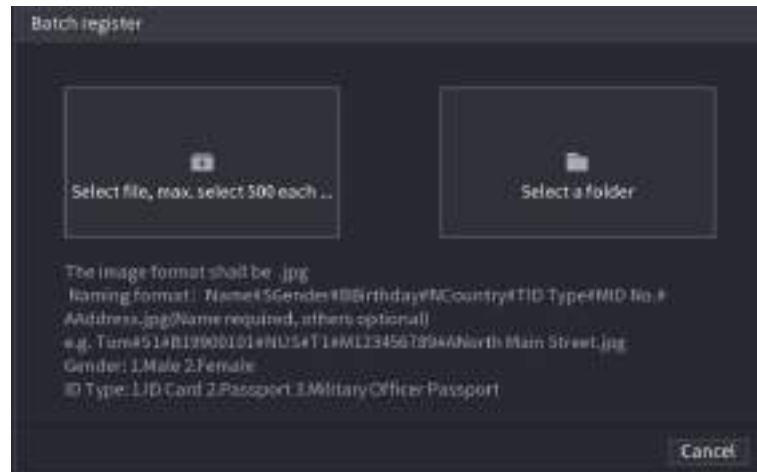 Batch register
Select file, max. select 500 each ...
Select a folder
The image format shall be .jpg
Naming format: Name#SGender#BBirthday#NCountry#TID Type#MID No.#
AAddress.jpg(Name required, others optional)
e.g. Tom#S1#B19900101#NUS#T1#M123456789#ANorth Main Street.jpg
Gender: 1.Male 2.Female
ID Type: 1.ID Card 2.Passport 3.Military Officer Passport
Cancel